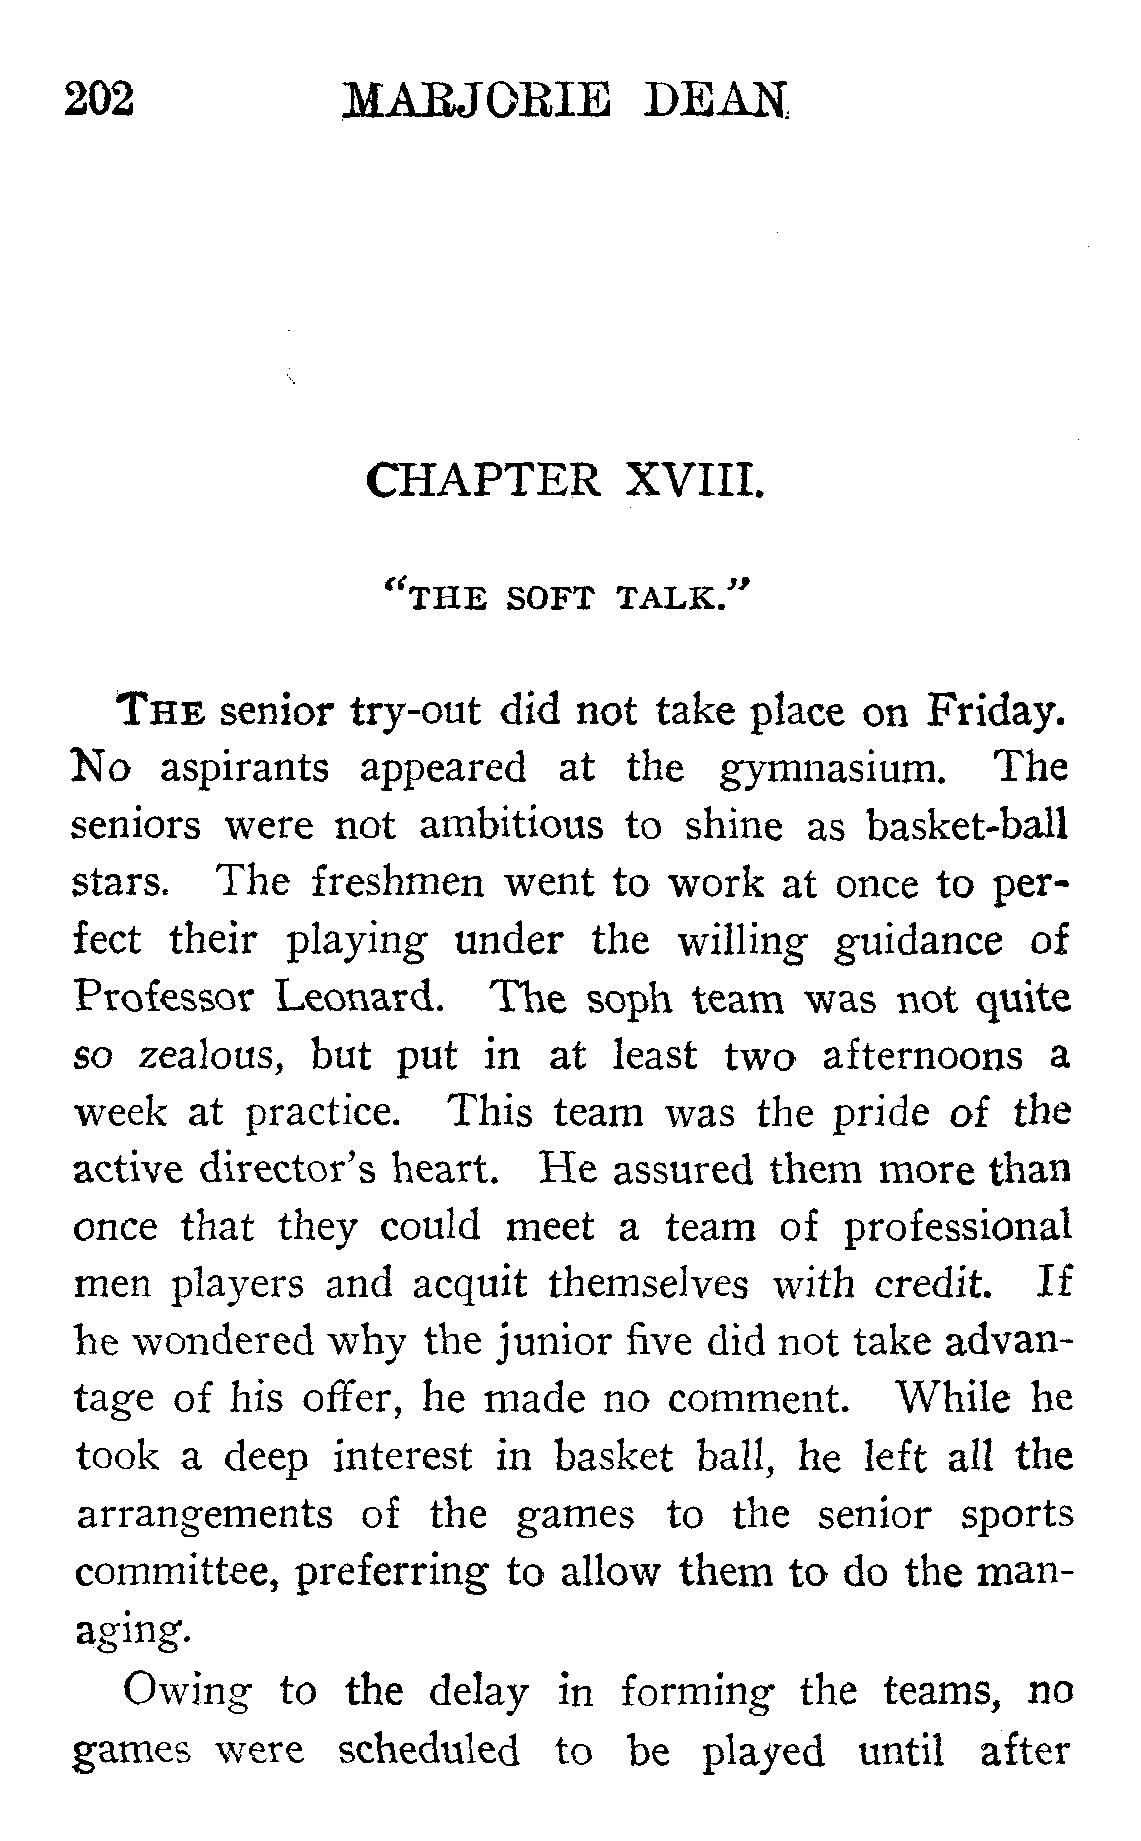 202 MARJORIE DEAN
CHAPTER XVIII.
“THE SOFT TALK.”
THE senior try-out did not take place on Friday.
No aspirants appeared at the gymnasium. The
seniors were not ambitious to shine as basket-ball
stars. The freshmen went to work at once to per-
fect their playing under the willing guidance of
Professor Leonard. The soph team was not quite
so zealous, but put in at least two afternoons a
week at practice. This team was the pride of the
active director’s heart. He assured them more than
once that they could meet a team of professional
men players and acquit themselves with credit. If
he wondered why the junior five did not take advan-
tage of his offer, he made no comment. While he
took a deep interest in basket ball, he left all the
arrangements of the games to the senior sports
committee, preferring to allow them to do the man-
aging.
Owing to the delay in forming the teams, no
games were scheduled to be played until after